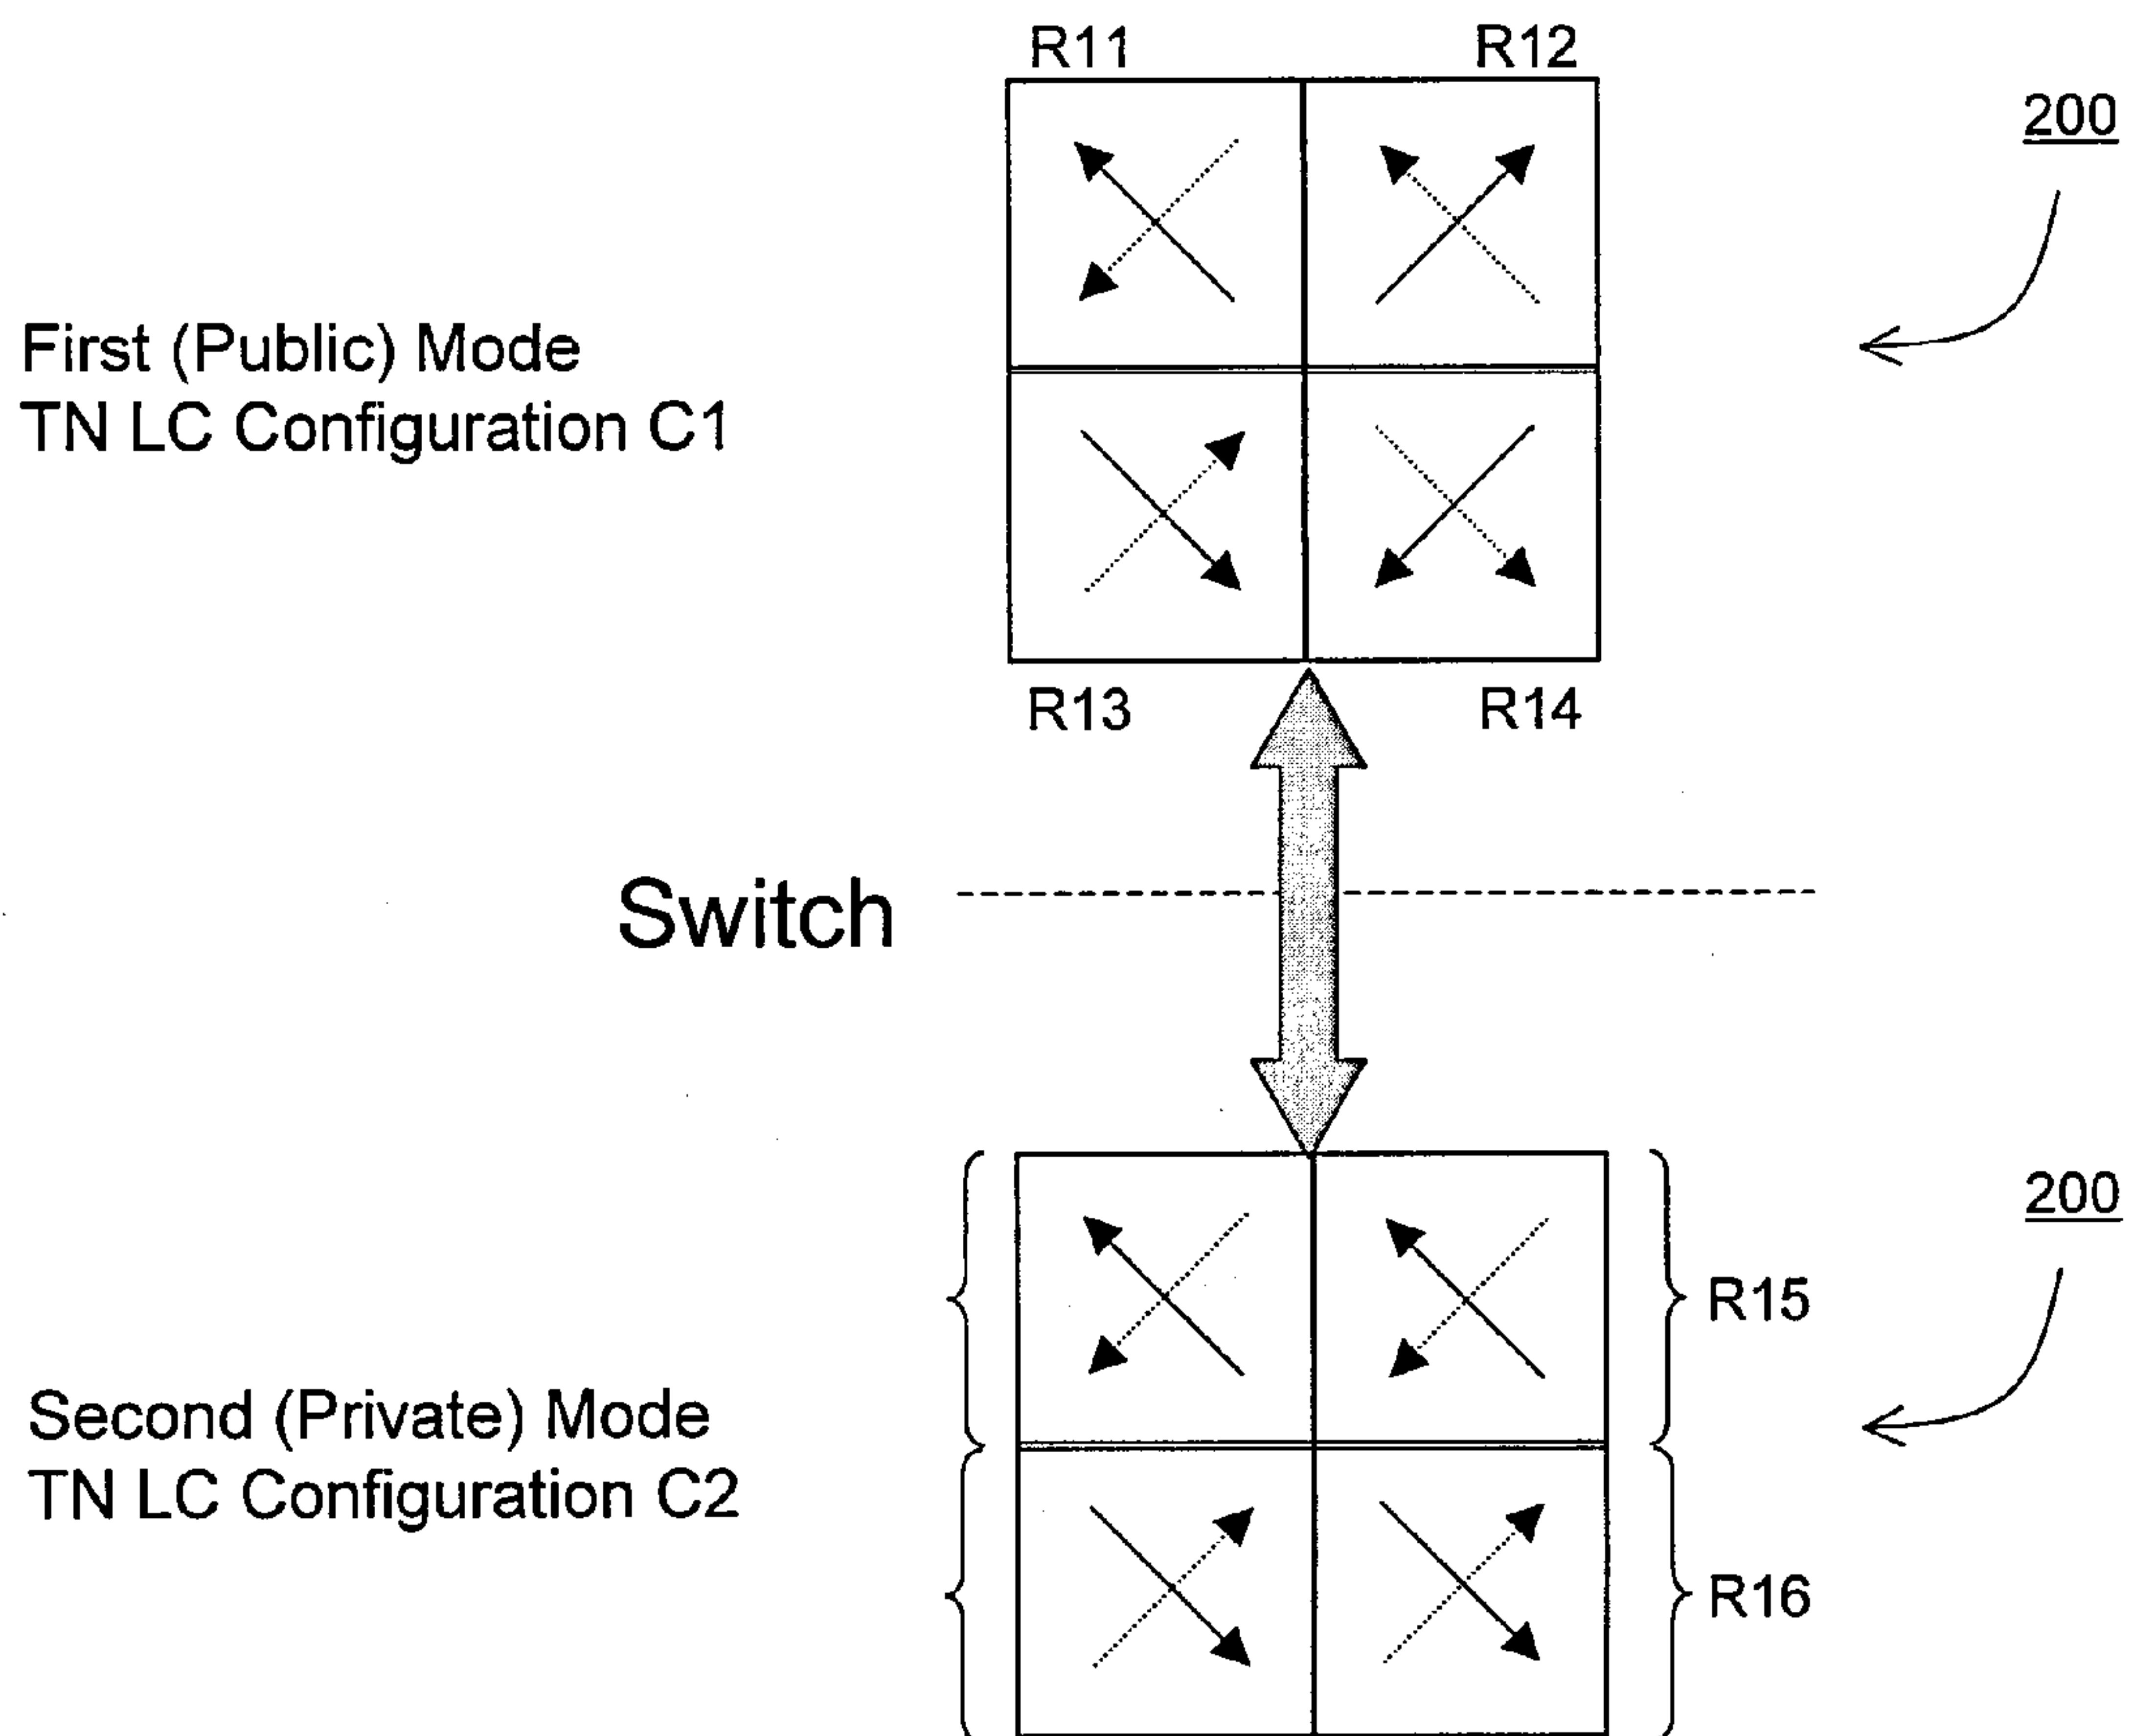 R11
R12
200
First (Public) Mode
TN LC Configuration C1
R13
R14
Switch
200
R15
Second (Private) Mode
TN LC Configuration C2
R16